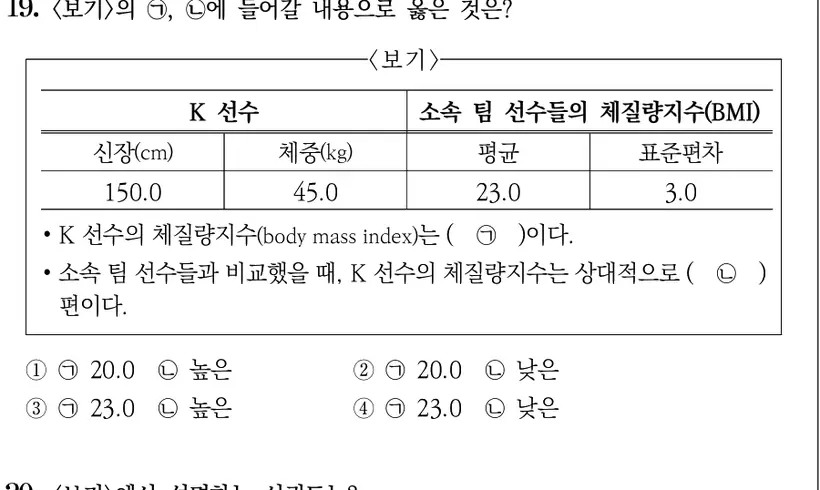 19. 〈보기〉의 ㉠, ㉡에 들어갈 내용으로 옳은 것은?
〈보기〉
K 선수 소속 팀 선수들의 체질량지수(BMI)
신장(cm) 체중(kg) 평균 표준편차
150.0 45.0 23.0 3.0
• K 선수의 체질량지수(body mass index)는 ( ㉠ )이다.
• 소속 팀 선수들과 비교했을 때, K 선수의 체질량지수는 상대적으로 ( ㉡ )
편이다.
① ㉠ 20.0 ㉡ 높은 ② ㉠ 20.0 ㉡ 낮은
③ ㉠ 23.0 ㉡ 높은 ④ ㉠ 23.0 ㉡ 낮은